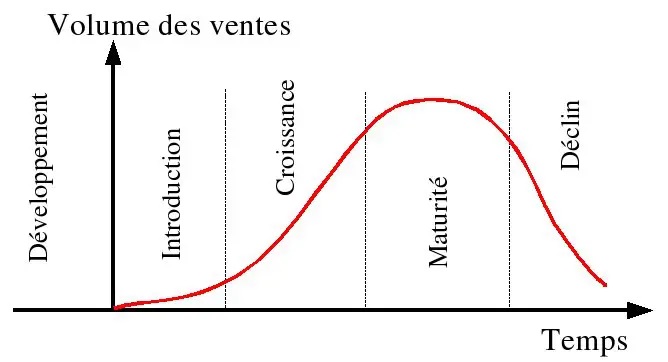 Volume des ventes
Développement
Introduction
Croissance
Maturité
Déclin
Temps